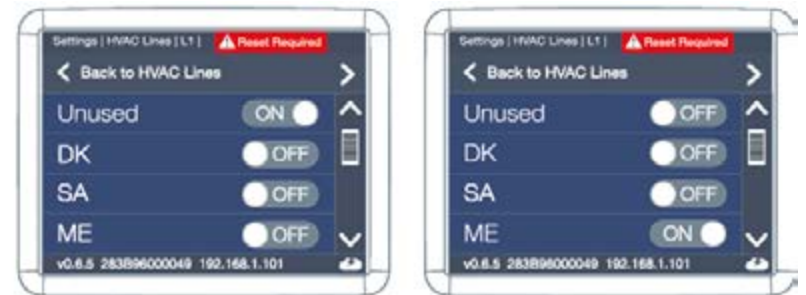 Settings | HVAC Lines | L1 | Reset Required
Back to HVAC Lines
Unused ON
DK OFF
SA OFF
ME OFF
v0.6.5 283B96000049 192.168.1.101
Settings | HVAC Lines | L1 | Reset Required
Back to HVAC Lines
Unused OFF
DK OFF
SA OFF
ME ON
v0.6.5 283B96000049 192.168.1.101